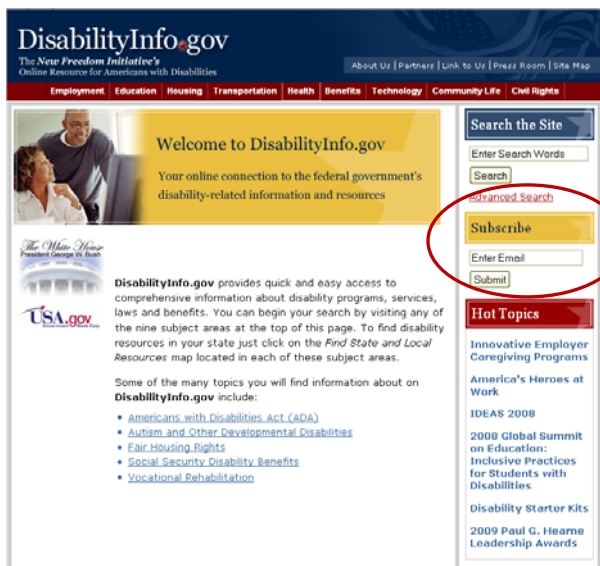 DisabilityInfo.gov
The New Freedom Initiative's
Online Resource for Americans with Disabilities
About Us | Partners | Link to Us | Press Room | Site Map
Employment Education Housing Transportation Health Benefits Technology Community Life Civil Rights
Welcome to DisabilityInfo.gov
Your online connection to the federal government's
disability-related information and resources
The White House
President George W. Bush
USA.gov
DisabilityInfo.gov provides quick and easy access to
comprehensive information about disability programs, services,
laws and benefits. You can begin your search by visiting any of
the nine subject areas at the top of this page. To find disability
resources in your state just click on the Find State and Local
Resources map located in each of these subject areas.
Some of the many topics you will find information about on
DisabilityInfo.gov include:
• Americans with Disabilities Act (ADA)
• Autism and Other Developmental Disabilities
• Fair Housing Rights
• Social Security Disability Benefits
• Vocational Rehabilitation
Search the Site
Enter Search Words
Search
Advanced Search
Subscribe
Enter Email
Submit
Hot Topics
Innovative Employer
Caregiving Programs
America's Heroes at
Work
IDEAS 2008
2008 Global Summit
on Education:
Inclusive Practices
for Students with
Disabilities
Disability Starter Kits
2009 Paul G. Hearne
Leadership Awards